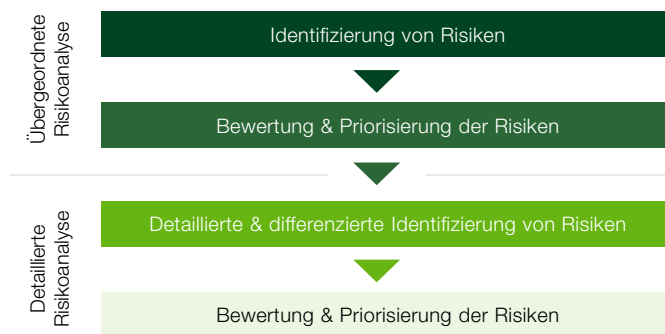 Übergeordnete
Risikoanalyse
Identifizierung von Risiken
Bewertung & Priorisierung der Risiken
Detaillierte
Risikoanalyse
Detaillierte & differenzierte Identifizierung von Risiken
Bewertung & Priorisierung der Risiken